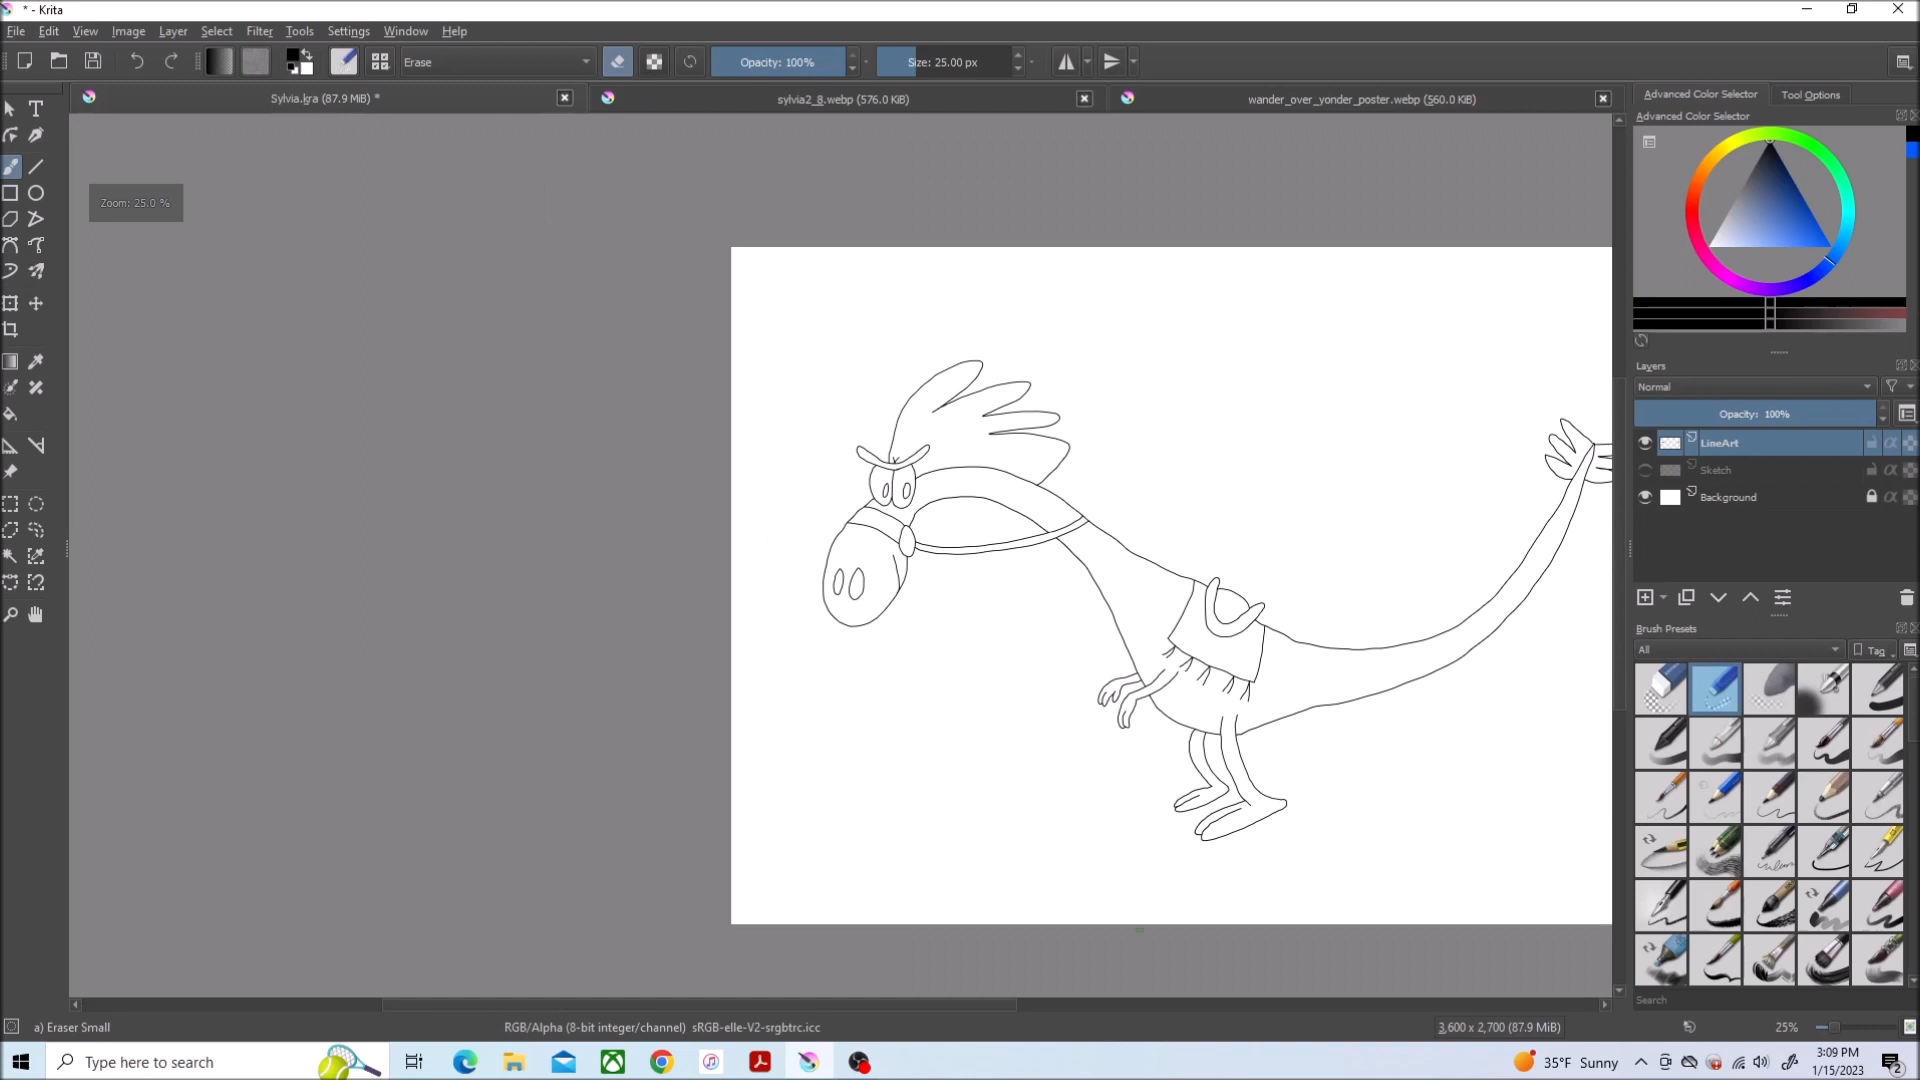 * - Krita
File Edit View Image Layer Select Filter Tools Settings Window Help
Erase
Opacity: 100%
Size: 25.00 px
Sylvia.kra (87.9 MiB) *
sylvia2_8.webp (576.0 KiB)
wander_over_yonder_poster.webp (560.0 KiB)
Advanced Color Selector
Tool Options
Advanced Color Selector
Zoom: 25.0 %
Layers
Normal
Opacity: 100%
LineArt
Sketch
Background
Brush Presets
All
Tag
Search
a) Eraser Small
RGB/Alpha (8-bit integer/channel) sRGB-elle-V2-srgbtrc.icc
3,600 x 2,700 (87.9 MiB)
25%
Type here to search
35°F Sunny
3:09 PM
1/15/2023
2